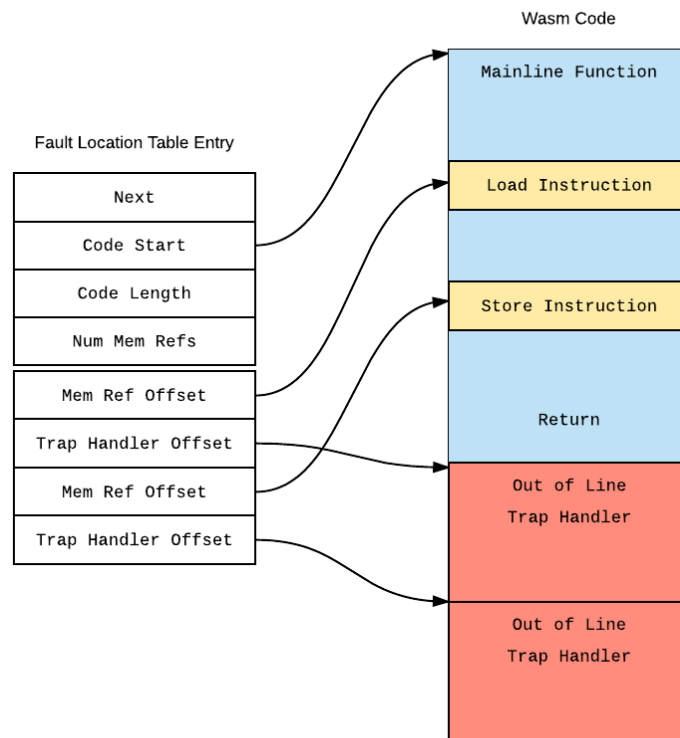 Fault Location Table Entry
Next
Code Start
Code Length
Num Mem Refs
Mem Ref Offset
Trap Handler Offset
Mem Ref Offset
Trap Handler Offset
Wasm Code
Mainline Function
Load Instruction
Store Instruction
Return
Out of Line
Trap Handler
Out of Line
Trap Handler